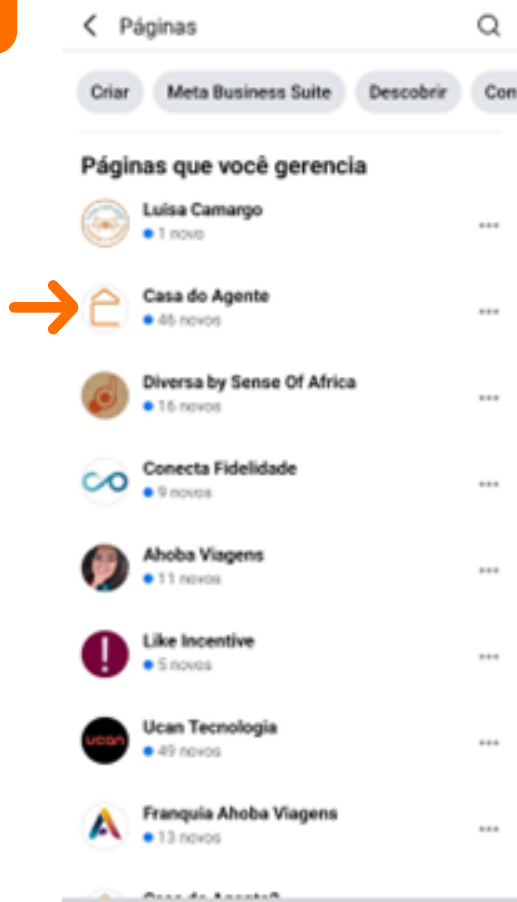 Páginas
Criar Meta Business Suite Descobrir Con
Páginas que você gerencia
Luisa Camargo
1 novo
Casa do Agente
46 novos
Diversa by Sense Of Africa
16 novos
Conecta Fidelidade
9 novos
Ahoba Viagens
11 novos
Like Incentive
5 novos
ucan
Ucan Tecnologia
49 novos
Franquia Ahoba Viagens
13 novos